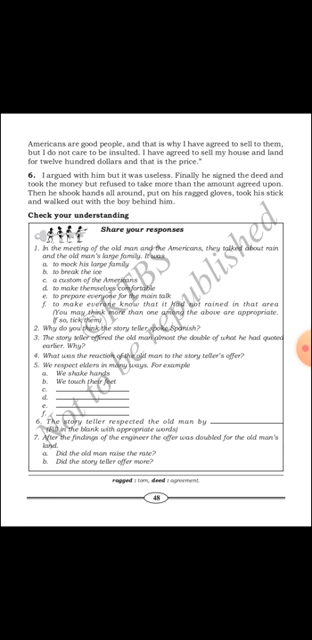 Americans are good people, and that is why I have agreed to sell to them,
but I do not care to be insulted. I have agreed to sell my house and land
for twelve hundred dollars and that is the price."
6. I argued with him but it was useless. Finally he signed the deed and
took the money but refused to take more than the amount agreed upon.
Then he shook hands all around, put on his ragged gloves, took his stick
and walked out with the boy behind him.
Check your understanding
Share your responses
1. In the meeting of the old man and the Americans, they talked about rain
and the old man's large family. It was
a. to mock his large family
b. to break the ice
c. a custom of the Americans
d. to make themselves comfortable
e. to prepare everyone for the main talk
f. to make everyone know that it had not rained in that area
(You may think more than one among the above are appropriate.
If so, tick them)
2. Why do you think the story teller spoke Spanish?
3. The story teller offered the old man almost the double of what he had quoted
earlier. Why?
4. What was the reaction of the old man to the story teller's offer?
5. We respect elders in many ways. For example
a. We shake hands
b. We touch their feet
c.
d.
e.
f.
6. The story teller respected the old man by
(Fill in the blank with appropriate words)
7. After the findings of the engineer the offer was doubled for the old man's
land.
a. Did the old man raise the rate?
b. Did the story teller offer more?
ragged : torn, deed : agreement.
48
©KTBS
Not to be republished